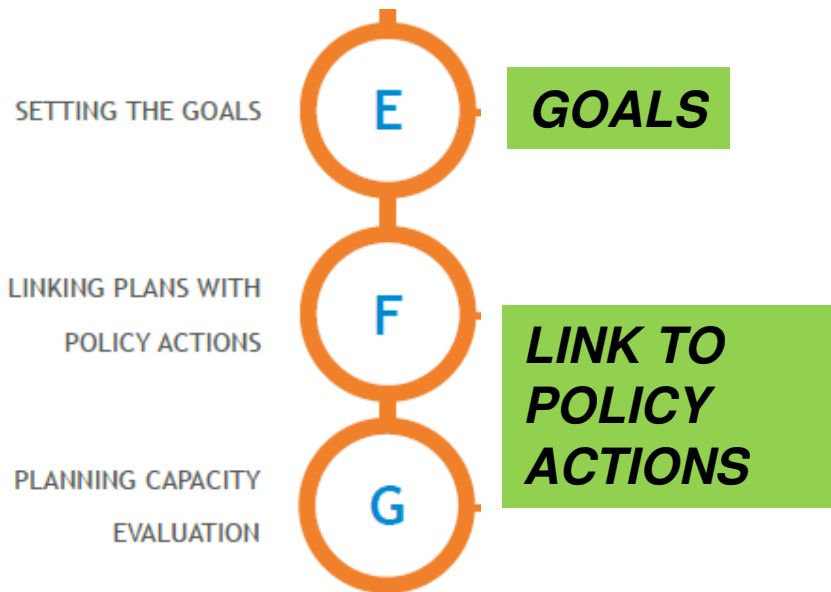 SETTING THE GOALS
E
GOALS
LINKING PLANS WITH
POLICY ACTIONS
F
LINK TO
POLICY
ACTIONS
PLANNING CAPACITY
EVALUATION
G